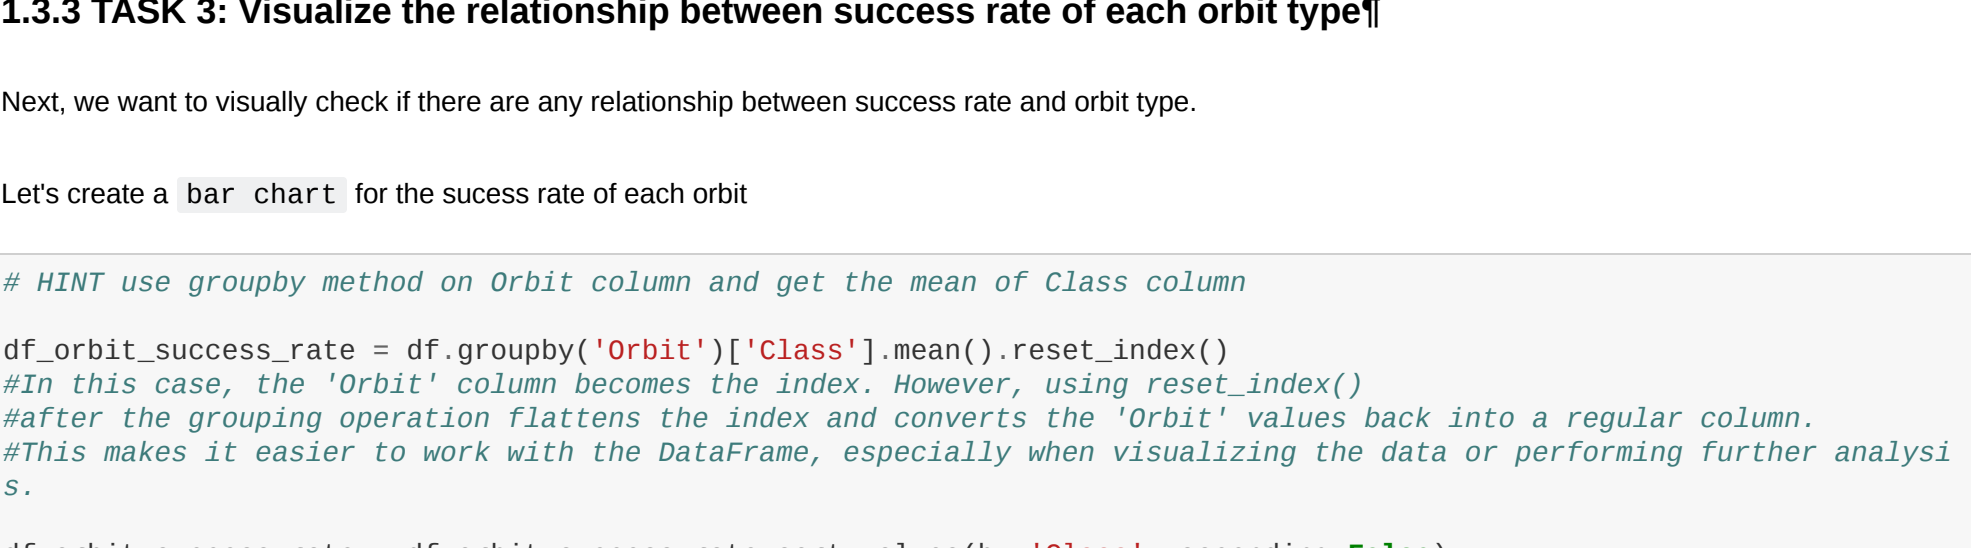 1.3.3 TASK 3: Visualize the relationship between success rate of each orbit type¶
Next, we want to visually check if there are any relationship between success rate and orbit type.
Let's create a bar chart for the sucess rate of each orbit
# HINT use groupby method on Orbit column and get the mean of Class column
df_orbit_success_rate = df.groupby('Orbit')['Class'].mean().reset_index()
#In this case, the 'Orbit' column becomes the index. However, using reset_index()
#after the grouping operation flattens the index and converts the 'Orbit' values back into a regular column.
#This makes it easier to work with the DataFrame, especially when visualizing the data or performing further analysi
s.